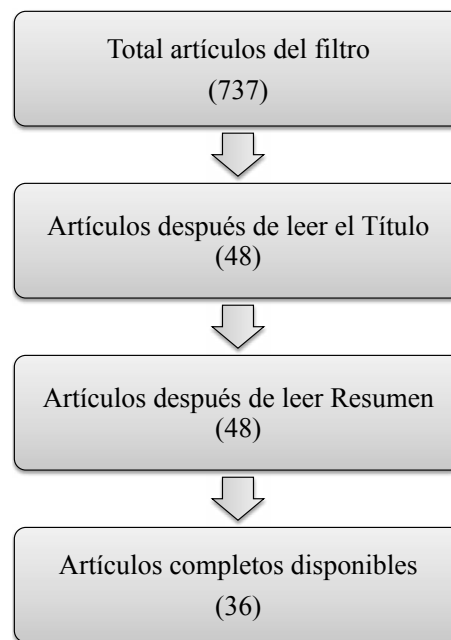 Total artículos del filtro
(737)
Artículos después de leer el Título
(48)
Artículos después de leer Resumen
(48)
Artículos completos disponibles
(36)